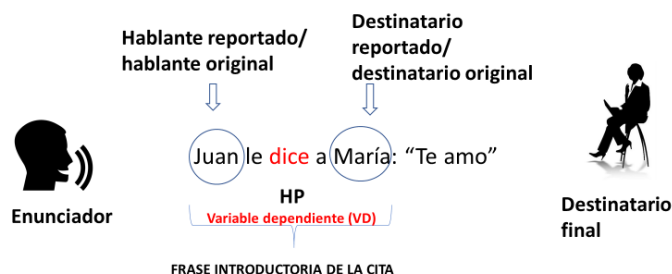 Hablante reportado/
hablante original
Destinatario
reportado/
destinatario original
Juan le dice a María: “Te amo”
Enunciador
HP
Variable dependiente (VD)
Destinatario
final
FRASE INTRODUCTORIA DE LA CITA